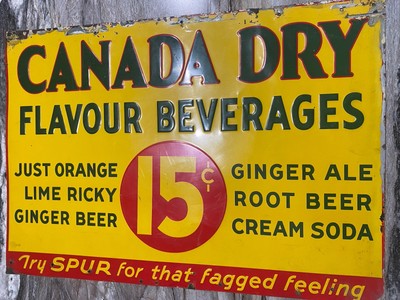 CANADA DRY
FLAVOUR BEVERAGES
JUST ORANGE
LIME RICKY
GINGER BEER
15¢
GINGER ALE
ROOT BEER
CREAM SODA
Try SPUR for that fagged feeling